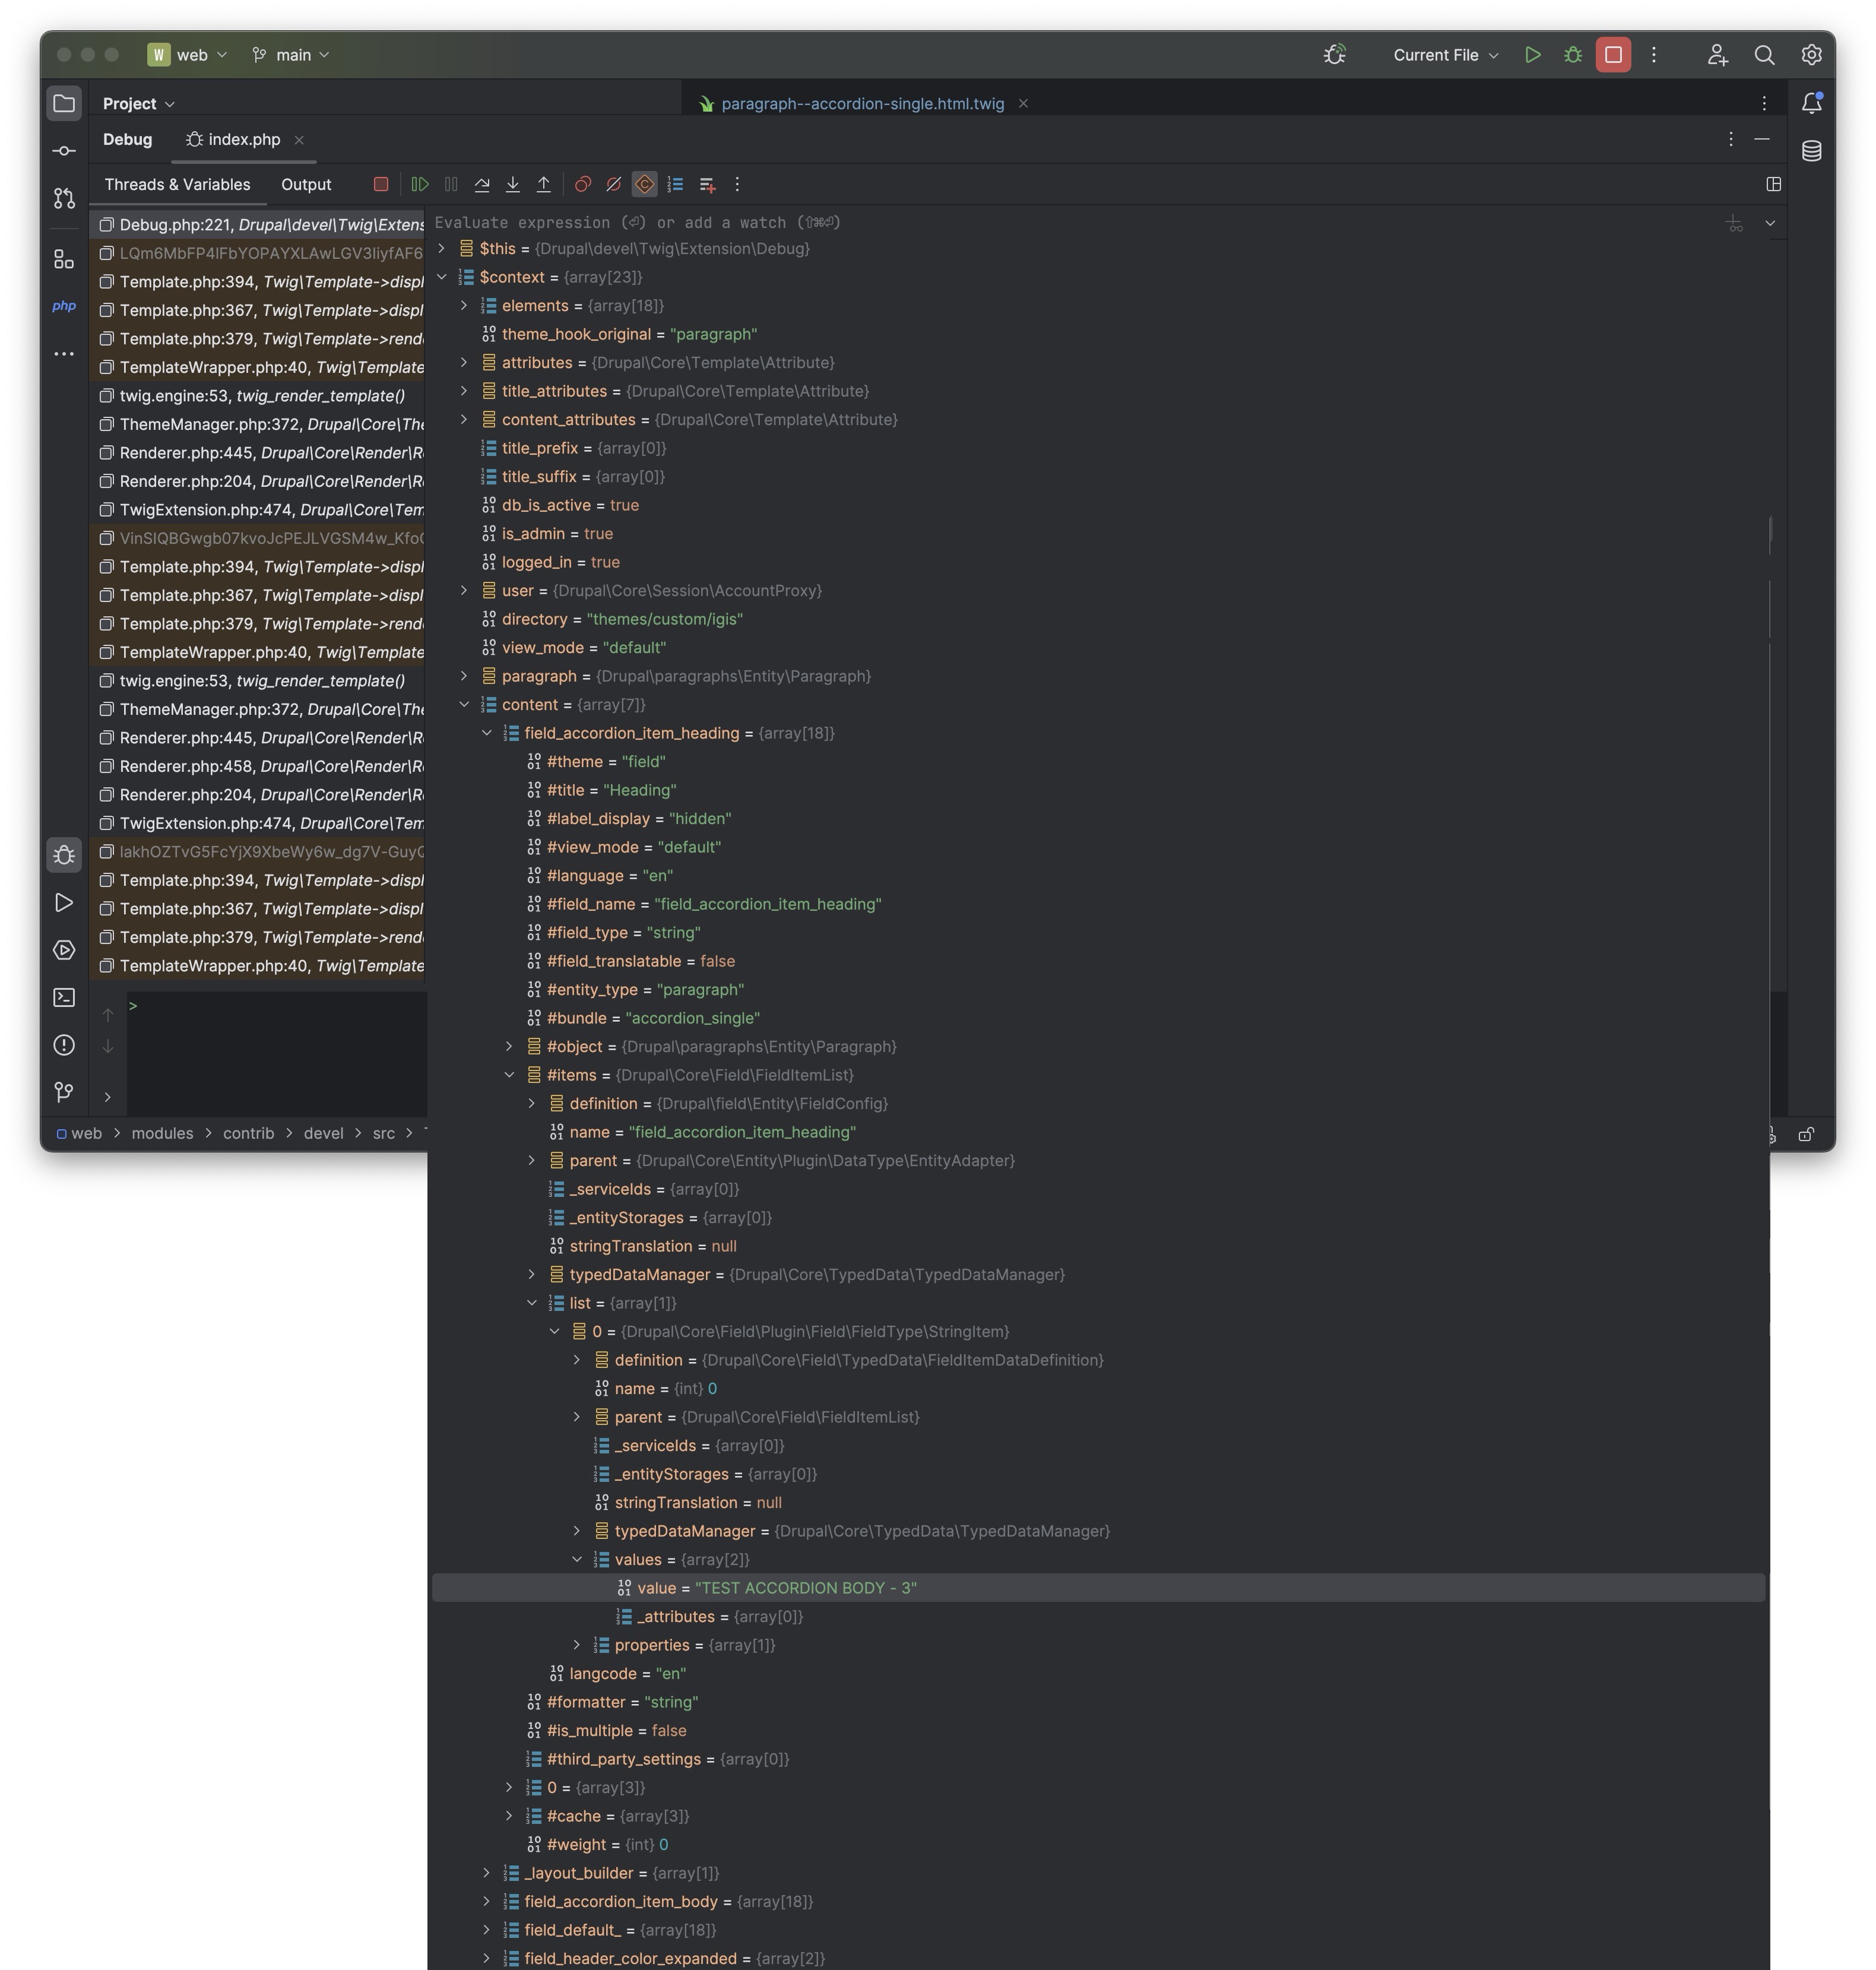 W web main Current File
Project paragraph--accordion-single.html.twig
Debug index.php
Threads & Variables Output
Debug.php:221, Drupal\devel\Twig\Extens
LQm6MbFP4lFbYOPAYXLAwLGV3IiyfAF6
Template.php:394, Twig\Template->displ
Template.php:367, Twig\Template->displ
Template.php:379, Twig\Template->rend
TemplateWrapper.php:40, Twig\Template
twig.engine:53, twig_render_template()
ThemeManager.php:372, Drupal\Core\The
Renderer.php:445, Drupal\Core\Render\R
Renderer.php:204, Drupal\Core\Render\R
TwigExtension.php:474, Drupal\Core\Tem
VinSIQBGwgb07kvoJcPEJLVGSM4w_Kfo
Template.php:394, Twig\Template->displ
Template.php:367, Twig\Template->displ
Template.php:379, Twig\Template->rend
TemplateWrapper.php:40, Twig\Template
twig.engine:53, twig_render_template()
ThemeManager.php:372, Drupal\Core\The
Renderer.php:445, Drupal\Core\Render\R
Renderer.php:458, Drupal\Core\Render\R
Renderer.php:204, Drupal\Core\Render\R
TwigExtension.php:474, Drupal\Core\Tem
lakhOZTvG5FcYjX9XbeWy6w_dg7V-GuyQ
Template.php:394, Twig\Template->displ
Template.php:367, Twig\Template->displ
Template.php:379, Twig\Template->rend
TemplateWrapper.php:40, Twig\Template
>
web > modules > contrib > devel > src >
Evaluate expression (⏎) or add a watch (⇧⌘⏎)
$this = {Drupal\devel\Twig\Extension\Debug}
$context = {array[23]}
elements = {array[18]}
theme_hook_original = "paragraph"
attributes = {Drupal\Core\Template\Attribute}
title_attributes = {Drupal\Core\Template\Attribute}
content_attributes = {Drupal\Core\Template\Attribute}
title_prefix = {array[0]}
title_suffix = {array[0]}
db_is_active = true
is_admin = true
logged_in = true
user = {Drupal\Core\Session\AccountProxy}
directory = "themes/custom/igis"
view_mode = "default"
paragraph = {Drupal\paragraphs\Entity\Paragraph}
content = {array[7]}
field_accordion_item_heading = {array[18]}
#theme = "field"
#title = "Heading"
#label_display = "hidden"
#view_mode = "default"
#language = "en"
#field_name = "field_accordion_item_heading"
#field_type = "string"
#field_translatable = false
#entity_type = "paragraph"
#bundle = "accordion_single"
#object = {Drupal\paragraphs\Entity\Paragraph}
#items = {Drupal\Core\Field\FieldItemList}
definition = {Drupal\field\Entity\FieldConfig}
name = "field_accordion_item_heading"
parent = {Drupal\Core\Entity\Plugin\DataType\EntityAdapter}
_serviceIds = {array[0]}
_entityStorages = {array[0]}
stringTranslation = null
typedDataManager = {Drupal\Core\TypedData\TypedDataManager}
list = {array[1]}
0 = {Drupal\Core\Field\Plugin\Field\FieldType\StringItem}
definition = {Drupal\Core\Field\TypedData\FieldItemDataDefinition}
name = {int} 0
parent = {Drupal\Core\Field\FieldItemList}
_serviceIds = {array[0]}
_entityStorages = {array[0]}
stringTranslation = null
typedDataManager = {Drupal\Core\TypedData\TypedDataManager}
values = {array[2]}
value = "TEST ACCORDION BODY - 3"
_attributes = {array[0]}
properties = {array[1]}
langcode = "en"
#formatter = "string"
#is_multiple = false
#third_party_settings = {array[0]}
0 = {array[3]}
#cache = {array[3]}
#weight = {int} 0
_layout_builder = {array[1]}
field_accordion_item_body = {array[18]}
field_default_ = {array[18]}
field_header_color_expanded = {array[2]}
php